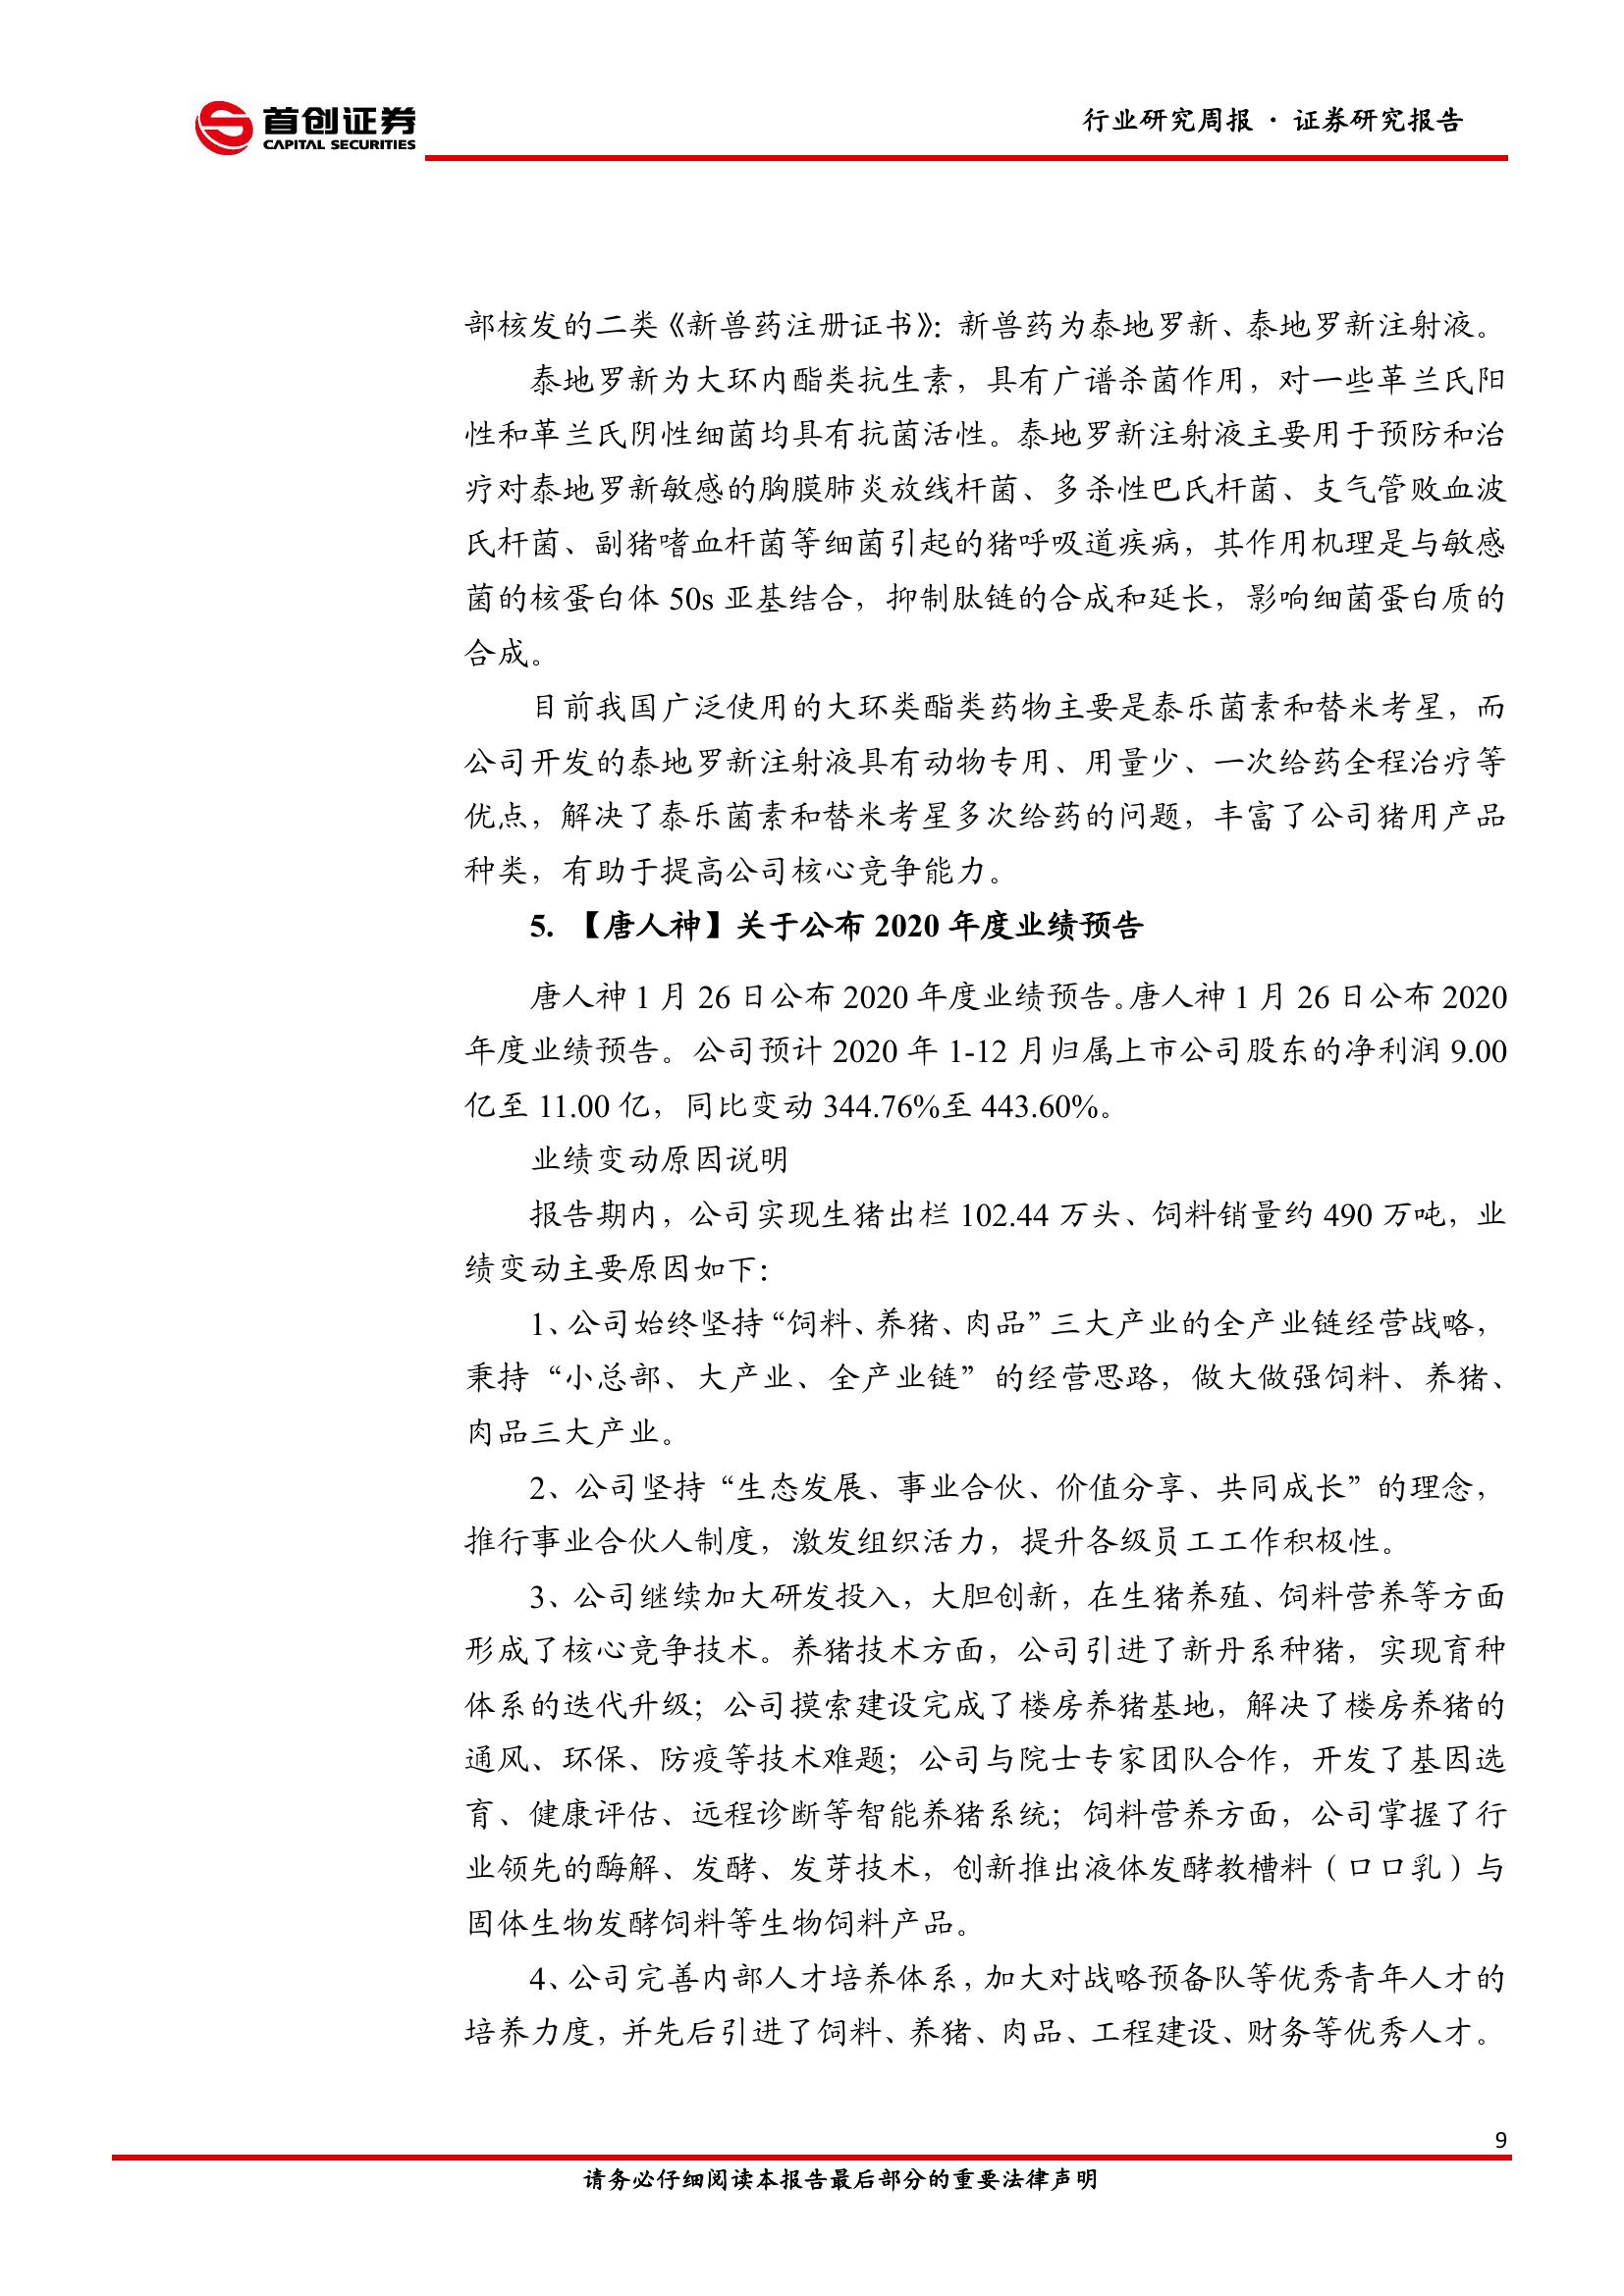 首创证券
CAPITAL SECURITIES
行业研究周报 · 证券研究报告
部核发的二类《新兽药注册证书》：新兽药为泰地罗新、泰地罗新注射液。
泰地罗新为大环内酯类抗生素，具有广谱杀菌作用，对一些革兰氏阳
性和革兰氏阴性细菌均具有抗菌活性。泰地罗新注射液主要用于预防和治
疗对泰地罗新敏感的胸膜肺炎放线杆菌、多杀性巴氏杆菌、支气管败血波
氏杆菌、副猪嗜血杆菌等细菌引起的猪呼吸道疾病，其作用机理是与敏感
菌的核蛋白体 50s 亚基结合，抑制肽链的合成和延长，影响细菌蛋白质的
合成。
目前我国广泛使用的大环类酯类药物主要是泰乐菌素和替米考星，而
公司开发的泰地罗新注射液具有动物专用、用量少、一次给药全程治疗等
优点，解决了泰乐菌素和替米考星多次给药的问题，丰富了公司猪用产品
种类，有助于提高公司核心竞争能力。
5. 【唐人神】关于公布 2020 年度业绩预告
唐人神 1 月 26 日公布 2020 年度业绩预告。唐人神 1 月 26 日公布 2020
年度业绩预告。公司预计 2020 年 1-12 月归属上市公司股东的净利润 9.00
亿至 11.00 亿，同比变动 344.76%至 443.60%。
业绩变动原因说明
报告期内，公司实现生猪出栏 102.44 万头、饲料销量约 490 万吨，业
绩变动主要原因如下：
1、公司始终坚持“饲料、养猪、肉品”三大产业的全产业链经营战略，
秉持“小总部、大产业、全产业链”的经营思路，做大做强饲料、养猪、
肉品三大产业。
2、公司坚持“生态发展、事业合伙、价值分享、共同成长”的理念，
推行事业合伙人制度，激发组织活力，提升各级员工工作积极性。
3、公司继续加大研发投入，大胆创新，在生猪养殖、饲料营养等方面
形成了核心竞争技术。养猪技术方面，公司引进了新丹系种猪，实现育种
体系的迭代升级；公司摸索建设完成了楼房养猪基地，解决了楼房养猪的
通风、环保、防疫等技术难题；公司与院士专家团队合作，开发了基因选
育、健康评估、远程诊断等智能养猪系统；饲料营养方面，公司掌握了行
业领先的酶解、发酵、发芽技术，创新推出液体发酵教槽料（口口乳）与
固体生物发酵饲料等生物饲料产品。
4、公司完善内部人才培养体系，加大对战略预备队等优秀青年人才的
培养力度，并先后引进了饲料、养猪、肉品、工程建设、财务等优秀人才。
9
请务必仔细阅读本报告最后部分的重要法律声明